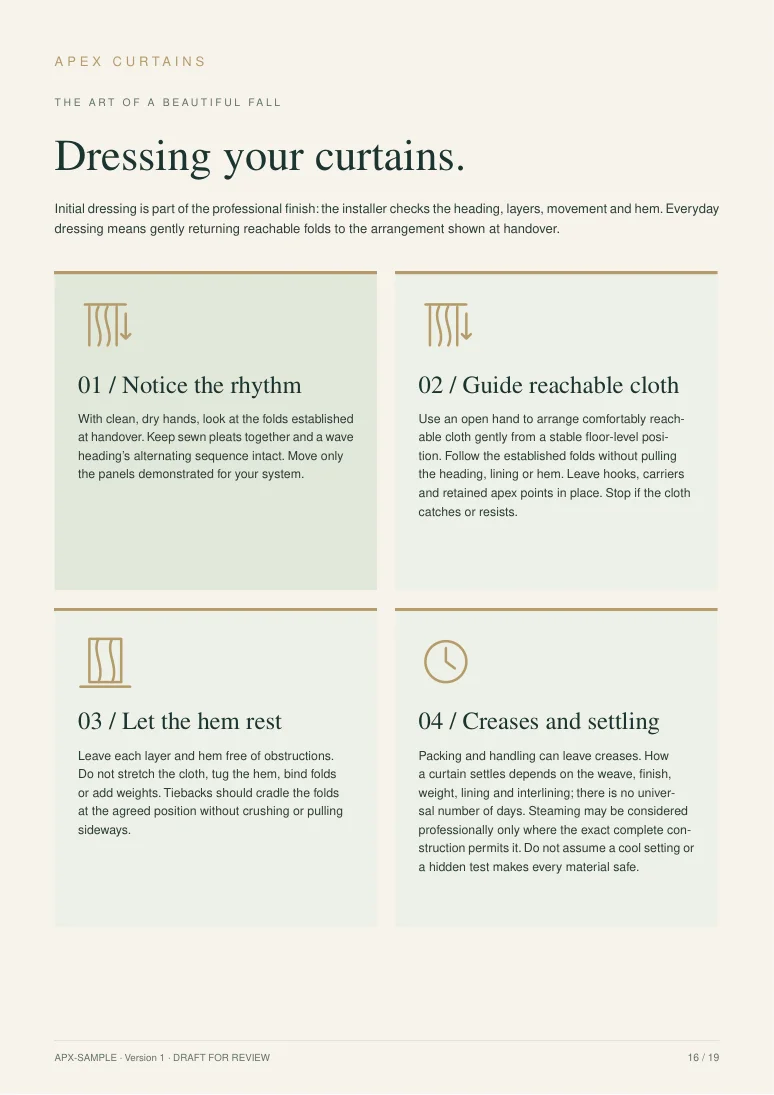 APEX CURTAINS
THE ART OF A BEAUTIFUL FALL
Dressing your curtains.
Initial dressing is part of the professional finish: the installer checks the heading, layers, movement and hem. Everyday
dressing means gently returning reachable folds to the arrangement shown at handover.
01 / Notice the rhythm
With clean, dry hands, look at the folds established
at handover. Keep sewn pleats together and a wave
heading’s alternating sequence intact. Move only
the panels demonstrated for your system.
02 / Guide reachable cloth
Use an open hand to arrange comfortably reach-
able cloth gently from a stable floor-level posi-
tion. Follow the established folds without pulling
the heading, lining or hem. Leave hooks, carriers
and retained apex points in place. Stop if the cloth
catches or resists.
03 / Let the hem rest
Leave each layer and hem free of obstructions.
Do not stretch the cloth, tug the hem, bind folds
or add weights. Tiebacks should cradle the folds
at the agreed position without crushing or pulling
sideways.
04 / Creases and settling
Packing and handling can leave creases. How
a curtain settles depends on the weave, finish,
weight, lining and interlining; there is no univer-
sal number of days. Steaming may be considered
professionally only where the exact complete con-
struction permits it. Do not assume a cool setting or
a hidden test makes every material safe.
APX-SAMPLE · Version 1 · DRAFT FOR REVIEW
16 / 19